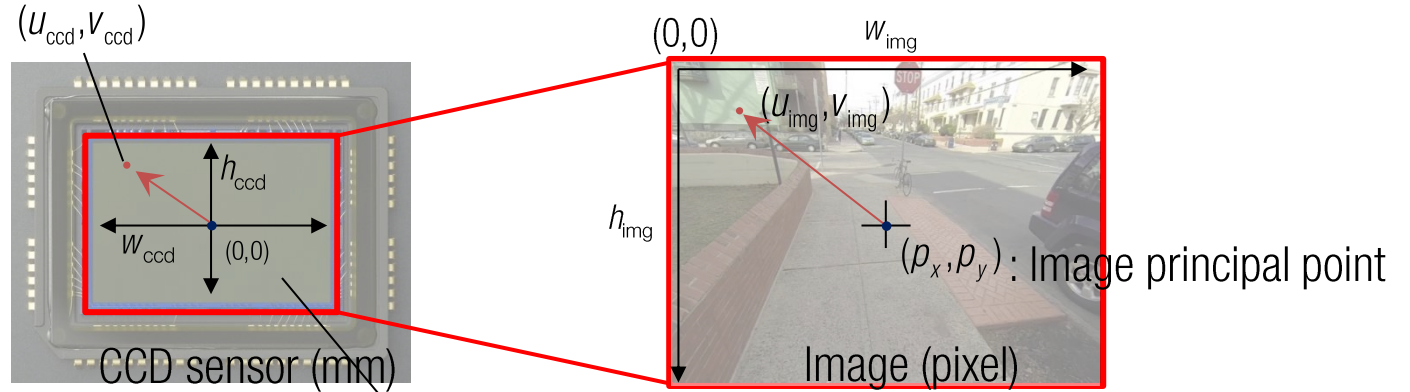 (u_ccd,v_ccd)
(0,0)
w_img
STOP
(u_img,v_img)
h_ccd
h_img
w_ccd
(0,0)
(p_x,p_y) : Image principal point
CCD sensor (mm)
Image (pixel)